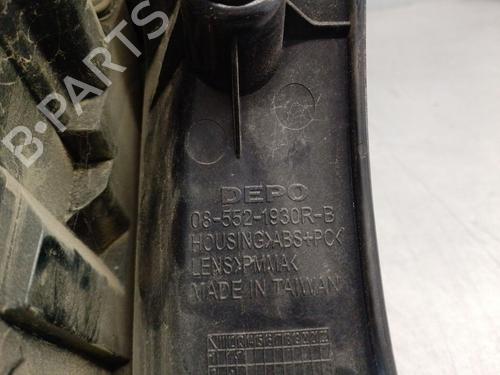 B-PARTS
DEPO
08-552-1930R-B
HOUSING>ABS+PC<
LENS>PMMA<
MADE IN TAIWAN